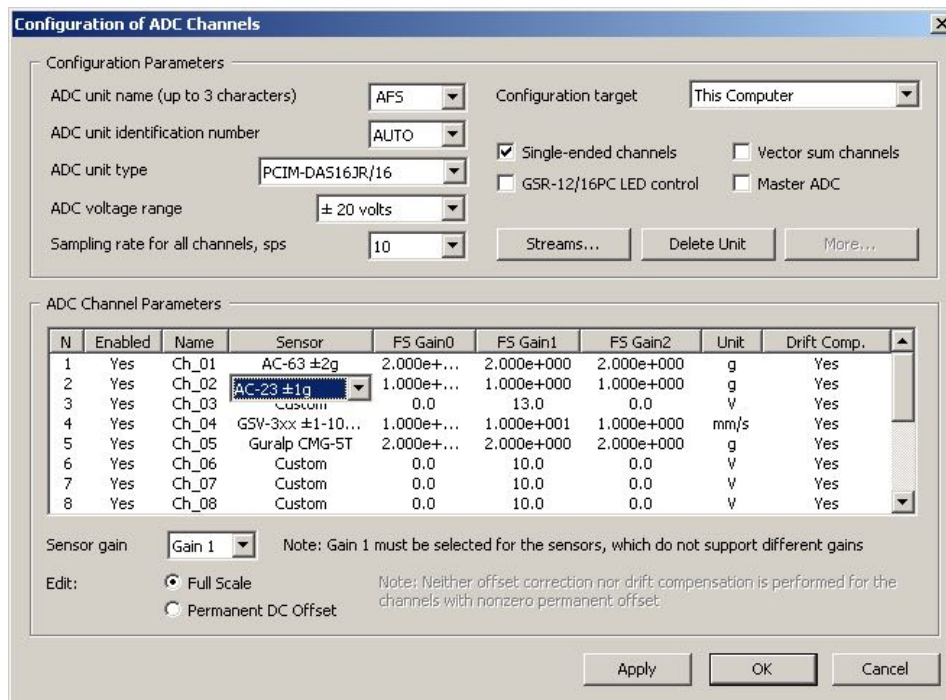 Configuration of ADC Channels
Configuration Parameters
ADC unit name (up to 3 characters) AFS Configuration target This Computer
ADC unit identification number AUTO
Single-ended channels Vector sum channels
ADC unit type PCIM-DAS16JR/16
GSR-12/16PC LED control Master ADC
ADC voltage range ± 20 volts
Sampling rate for all channels, sps 10 Streams... Delete Unit More...
ADC Channel Parameters
N Enabled Name Sensor FS Gain0 FS Gain1 FS Gain2 Unit Drift Comp.
1 Yes Ch_01 AC-63 ±2g 2.000e+... 2.000e+000 2.000e+000 g Yes
2 Yes Ch_02 AC-23 ±1g 1.000e+... 1.000e+000 1.000e+000 g Yes
3 Yes Ch_03 Custom 0.0 13.0 0.0 V Yes
4 Yes Ch_04 GSV-3xx ±1-10... 1.000e+... 1.000e+001 1.000e+000 mm/s Yes
5 Yes Ch_05 Guralp CMG-5T 2.000e+... 2.000e+000 2.000e+000 g Yes
6 Yes Ch_06 Custom 0.0 10.0 0.0 V Yes
7 Yes Ch_07 Custom 0.0 10.0 0.0 V Yes
8 Yes Ch_08 Custom 0.0 10.0 0.0 V Yes
Sensor gain Gain 1 Note: Gain 1 must be selected for the sensors, which do not support different gains
Edit: Full Scale Note: Neither offset correction nor drift compensation is performed for the
channels with nonzero permanent offset
Permanent DC Offset
Apply OK Cancel